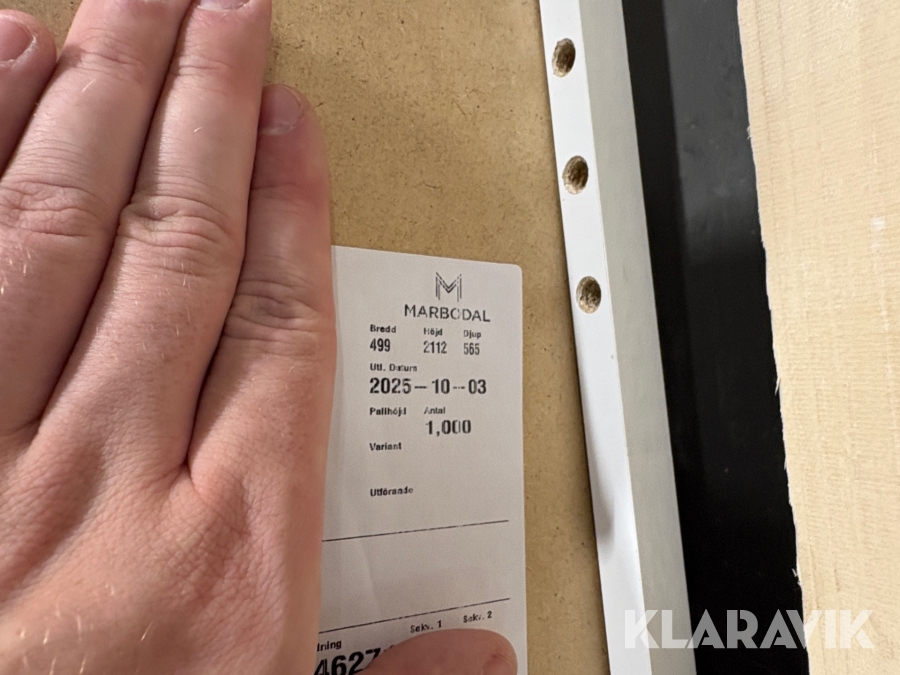 MARBODAL
Bredd Höjd Djup
499 2112 565
Utl. Datum
2025-10-03
Pallhöjd Antal
1,000
Variant
Utförande
Sekv. 1 Sekv. 2
KLARAVIK